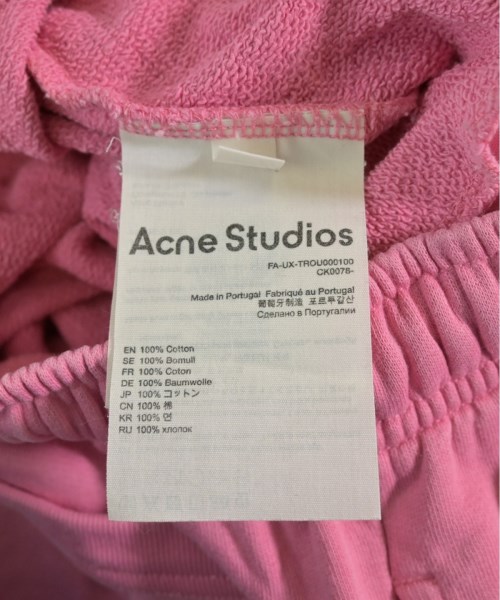 Acne Studios
FA-UX-TROU000100
CK0078-
Made in Portugal Fabriqué au Portugal
葡萄牙制造 포르투갈산
Сделано в Португалии
EN 100% Cotton
SE 100% Bomull
FR 100% Coton
DE 100% Baumwolle
JP 100% コットン
CN 100% 棉
KR 100% 면
RU 100% хлопок